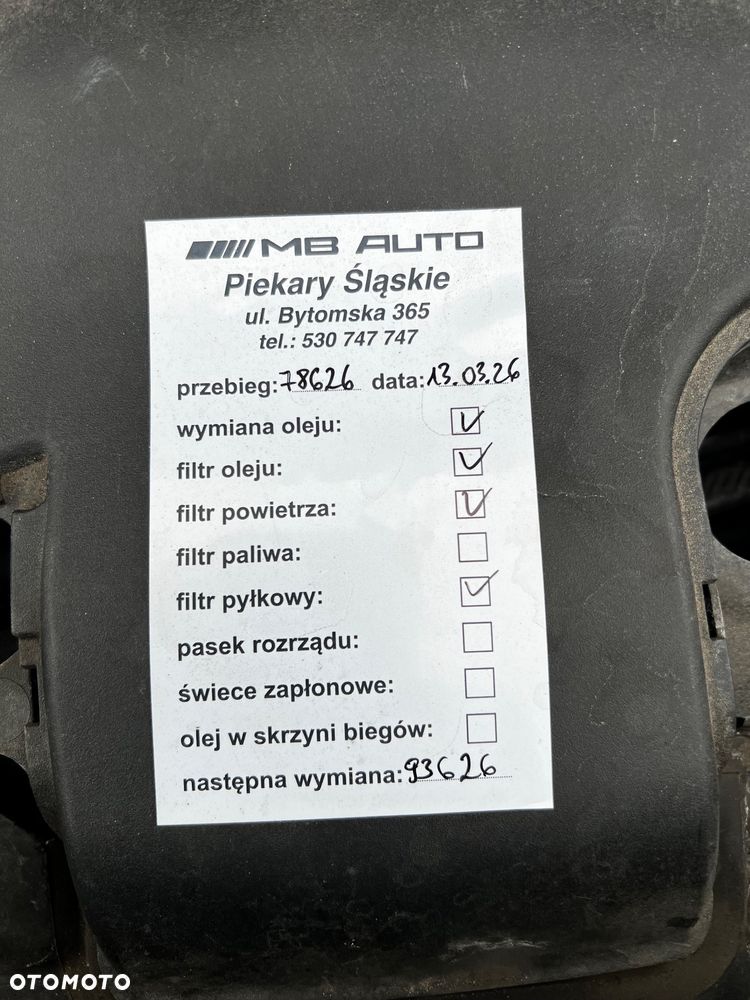 MB AUTO
Piekary Śląskie
ul. Bytomska 365
tel.: 530 747 747
przebieg: 78626 data: 13.03.26
wymiana oleju:
filtr oleju:
filtr powietrza:
filtr paliwa:
filtr pyłkowy:
pasek rozrządu:
świece zapłonowe:
olej w skrzyni biegów:
następna wymiana: 93626
OTOMOTO